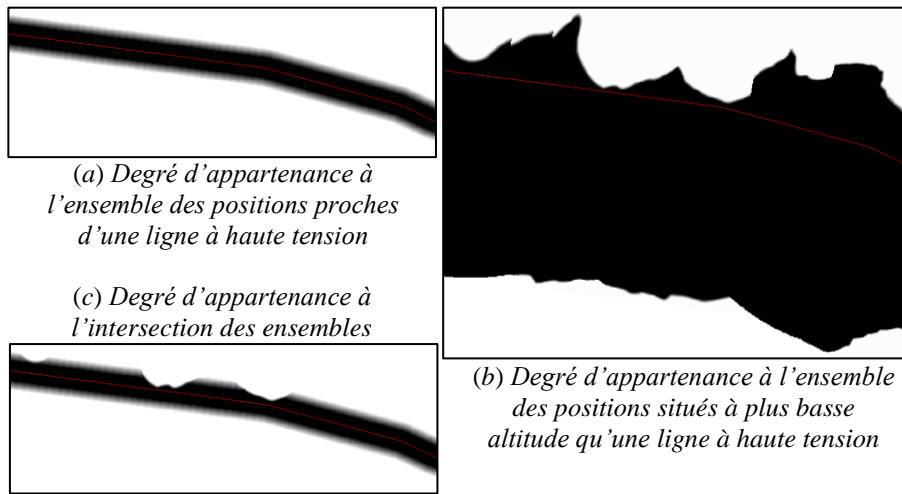 (a) Degré d'appartenance à
l'ensemble des positions proches
d'une ligne à haute tension
(c) Degré d'appartenance à
l'intersection des ensembles
(b) Degré d'appartenance à l'ensemble
des positions situés à plus basse
altitude qu'une ligne à haute tension